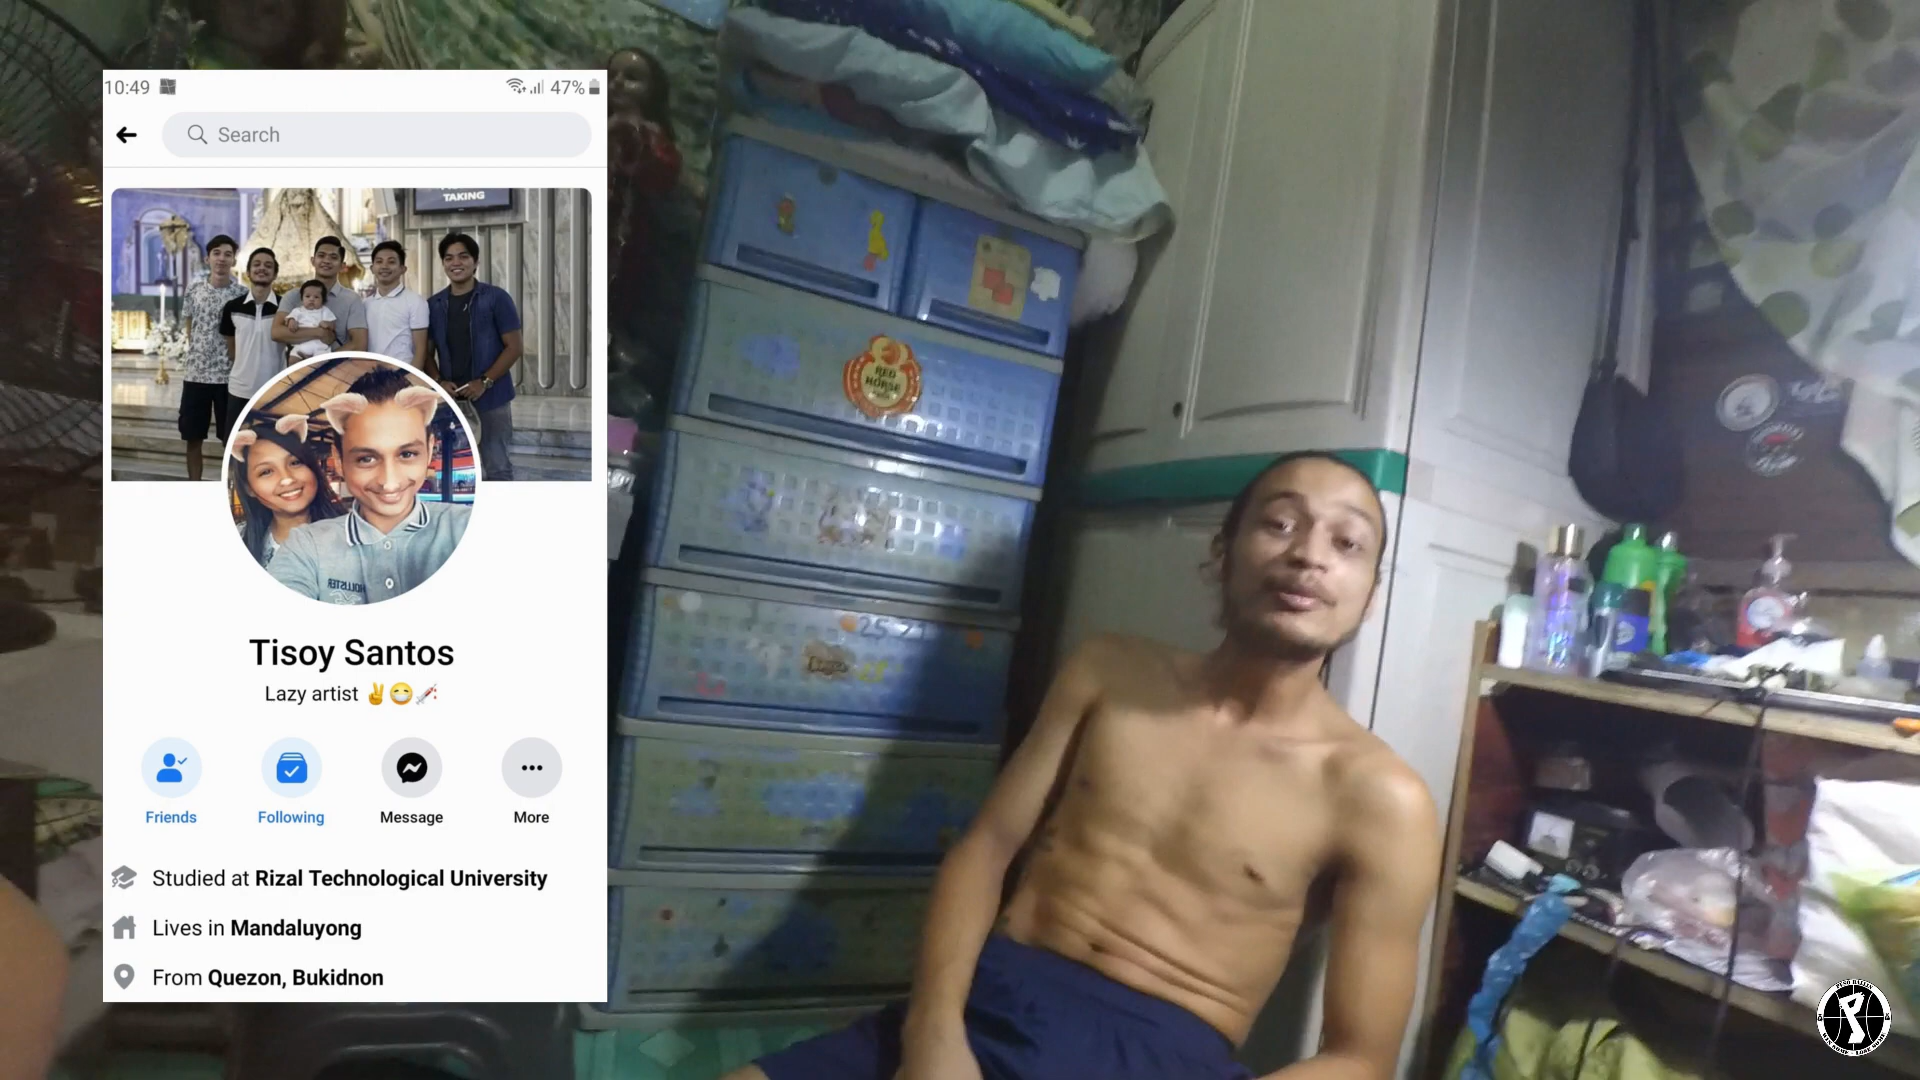 10:49
47%
Search
TAKING
HOLLISTER
Tisoy Santos
Lazy artist ✌😷💉
Friends
Following
Message
More
Studied at Rizal Technological University
Lives in Mandaluyong
From Quezon, Bukidnon
RED
HORSE